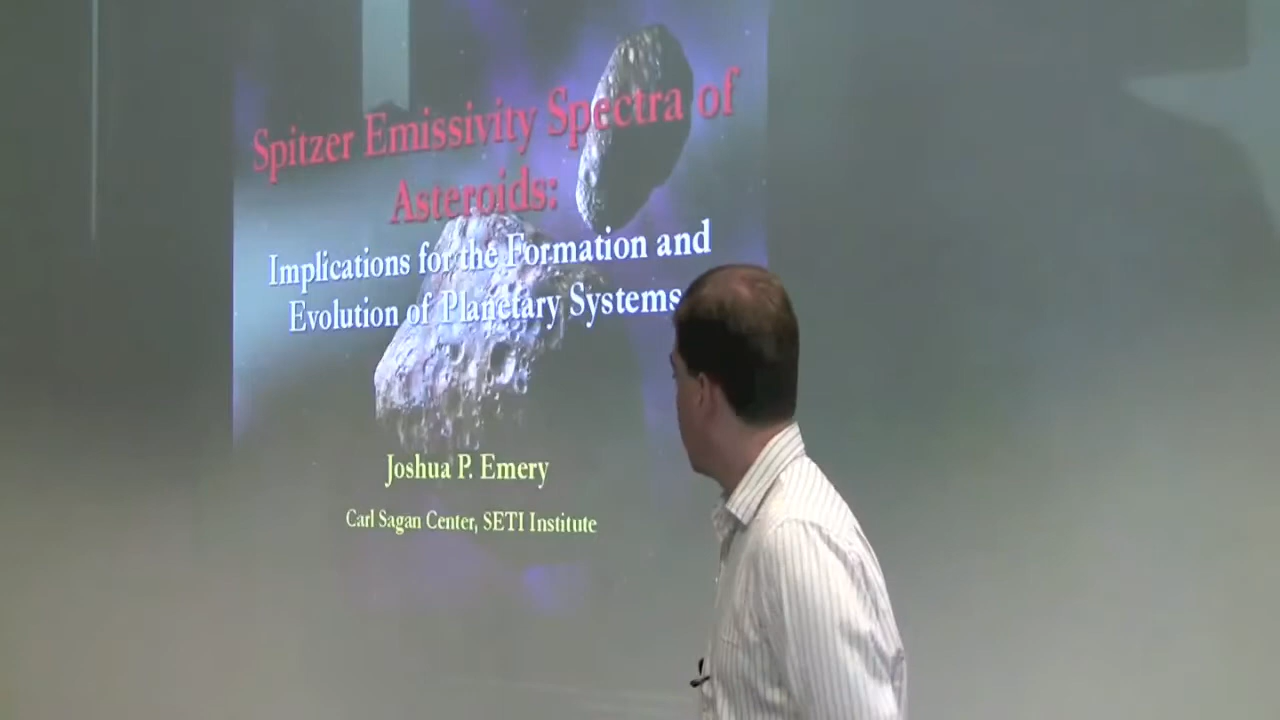 Spitzer Emissivity Spectra of
Asteroids:
Implications for the Formation and
Evolution of Planetary Systems
Joshua P. Emery
Carl Sagan Center, SETI Institute